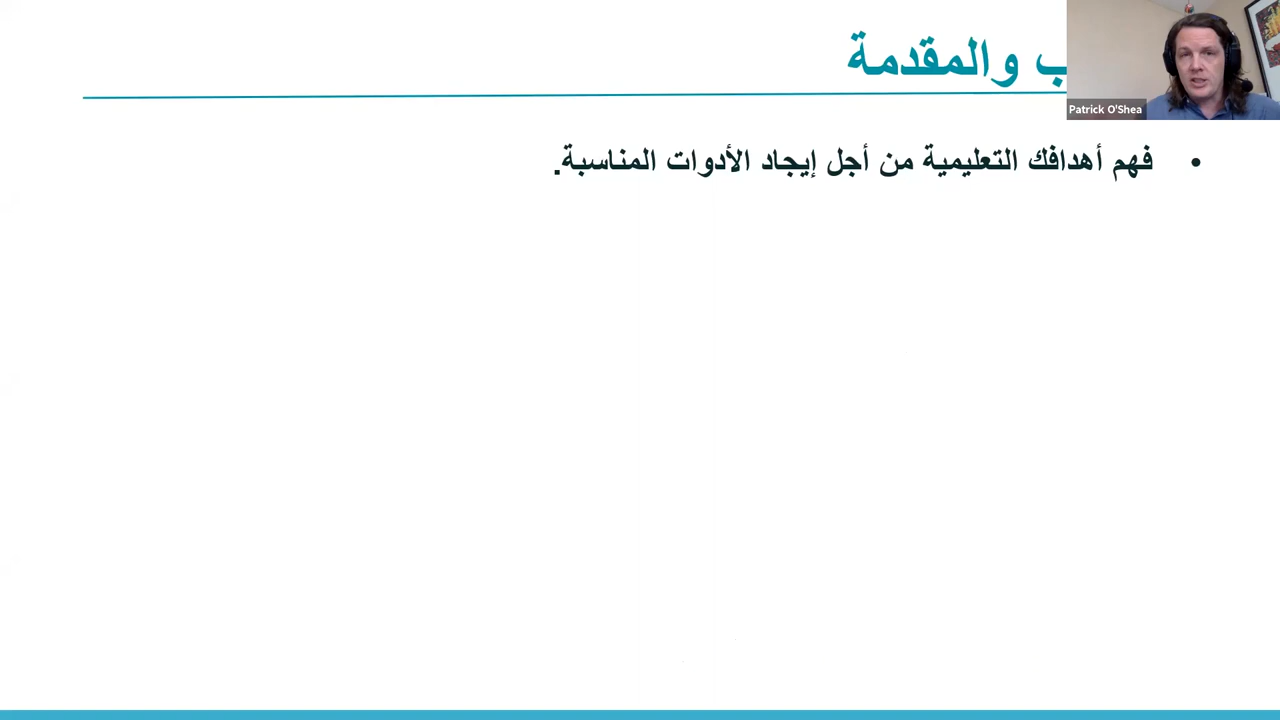 والمقدمة
فهم أهدافك التعليمية من أجل إيجاد الأدوات المناسبة.
Patrick O'Shea